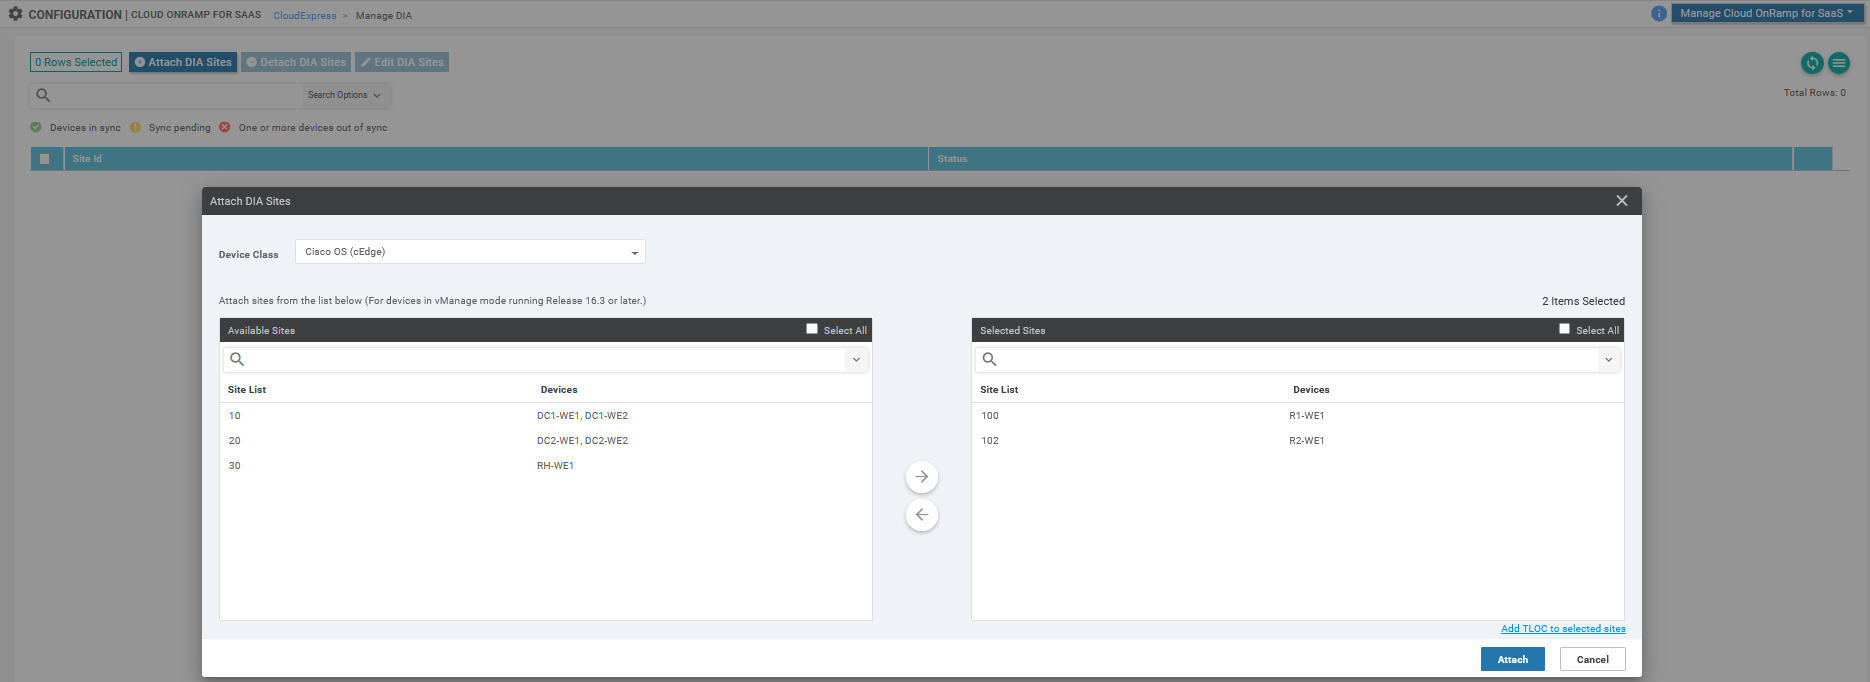 CONFIGURATION | CLOUD ONRAMP FOR SAAS CloudExpress > Manage DIA
i Manage Cloud OnRamp for SaaS
0 Rows Selected Attach DIA Sites Detach DIA Sites Edit DIA Sites
Search Options
Total Rows: 0
Devices in sync Sync pending One or more devices out of sync
Site Id Status
Attach DIA Sites
Device Class Cisco OS (cEdge)
Attach sites from the list below (For devices in vManage mode running Release 16.3 or later.)
2 Items Selected
Available Sites Select All
Site List Devices
10 DC1-WE1, DC1-WE2
20 DC2-WE1, DC2-WE2
30 RH-WE1
Selected Sites Select All
Site List Devices
100 R1-WE1
102 R2-WE1
Add TLOC to selected sites
Attach Cancel